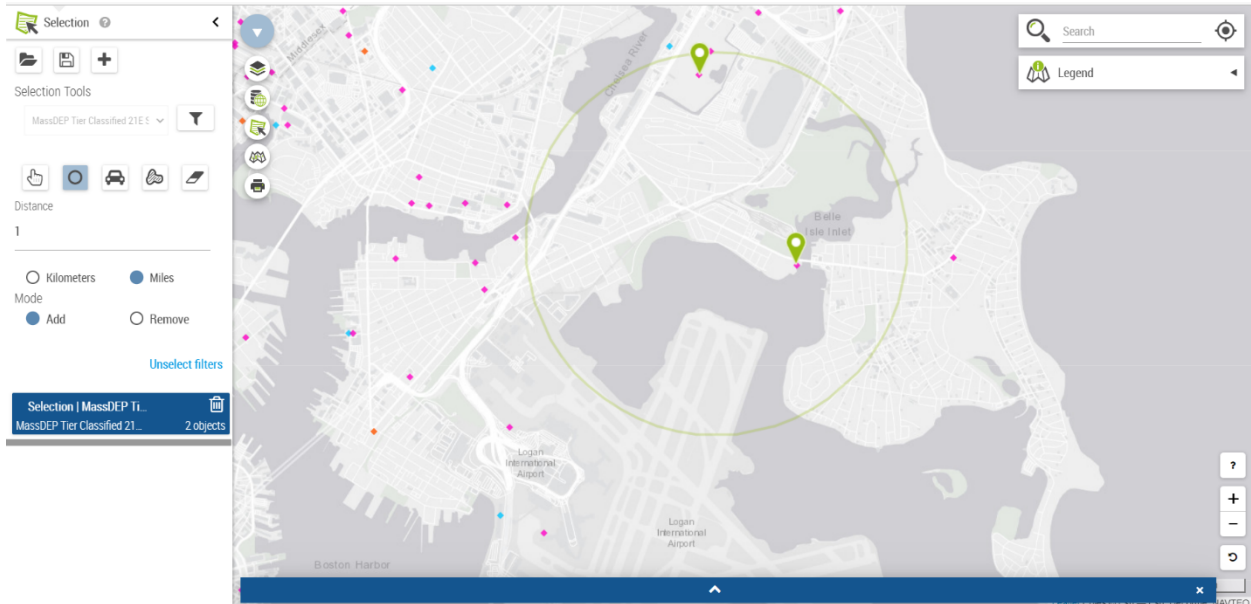 Selection
Selection Tools
MassDEP Tier Classified 21E S
Distance
1
Kilometers
Miles
Mode
Add
Remove
Unselect filters
Selection | MassDEP Ti...
MassDEP Tier Classified 21...
2 objects
Middlesex
Chelsea River
Belle
Isle Inlet
Logan
International
Airport
Logan
International
Airport
Boston Harbor
Search
Legend
?
+
−
NAVTEQ